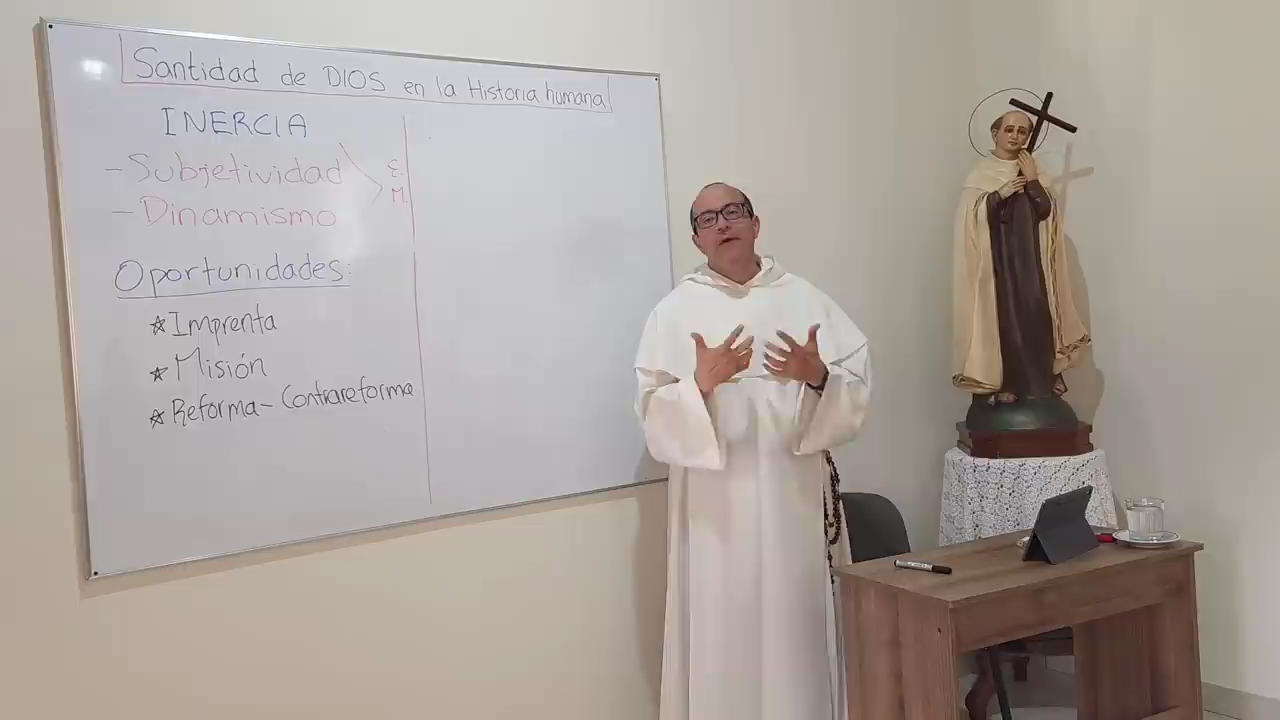 Santidad de DIOS en la Historia humana
INERCIA
- Subjetividad
- Dinamismo
E.
M.
Oportunidades:
☆ Imprenta
☆ Misión
☆ Reforma - Contrareforma